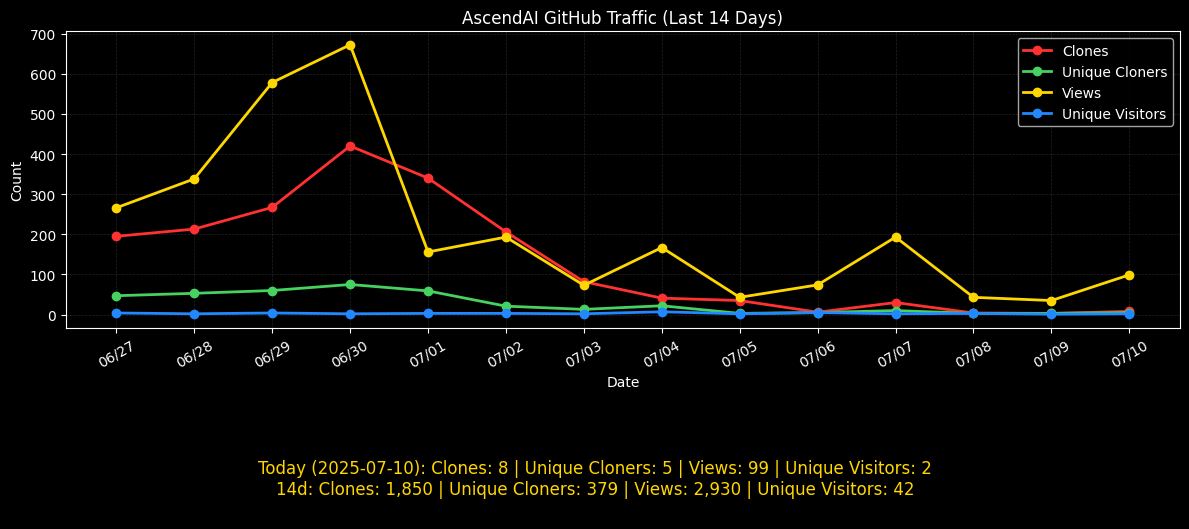 AscendAI GitHub Traffic (Last 14 Days)
700
600
500
400
300
200
100
0
Count
Clones
Unique Cloners
Views
Unique Visitors
06/27
06/28
06/29
06/30
07/01
07/02
07/03
07/04
07/05
07/06
07/07
07/08
07/09
07/10
Date
Today (2025-07-10): Clones: 8 | Unique Cloners: 5 | Views: 99 | Unique Visitors: 2
14d: Clones: 1,850 | Unique Cloners: 379 | Views: 2,930 | Unique Visitors: 42